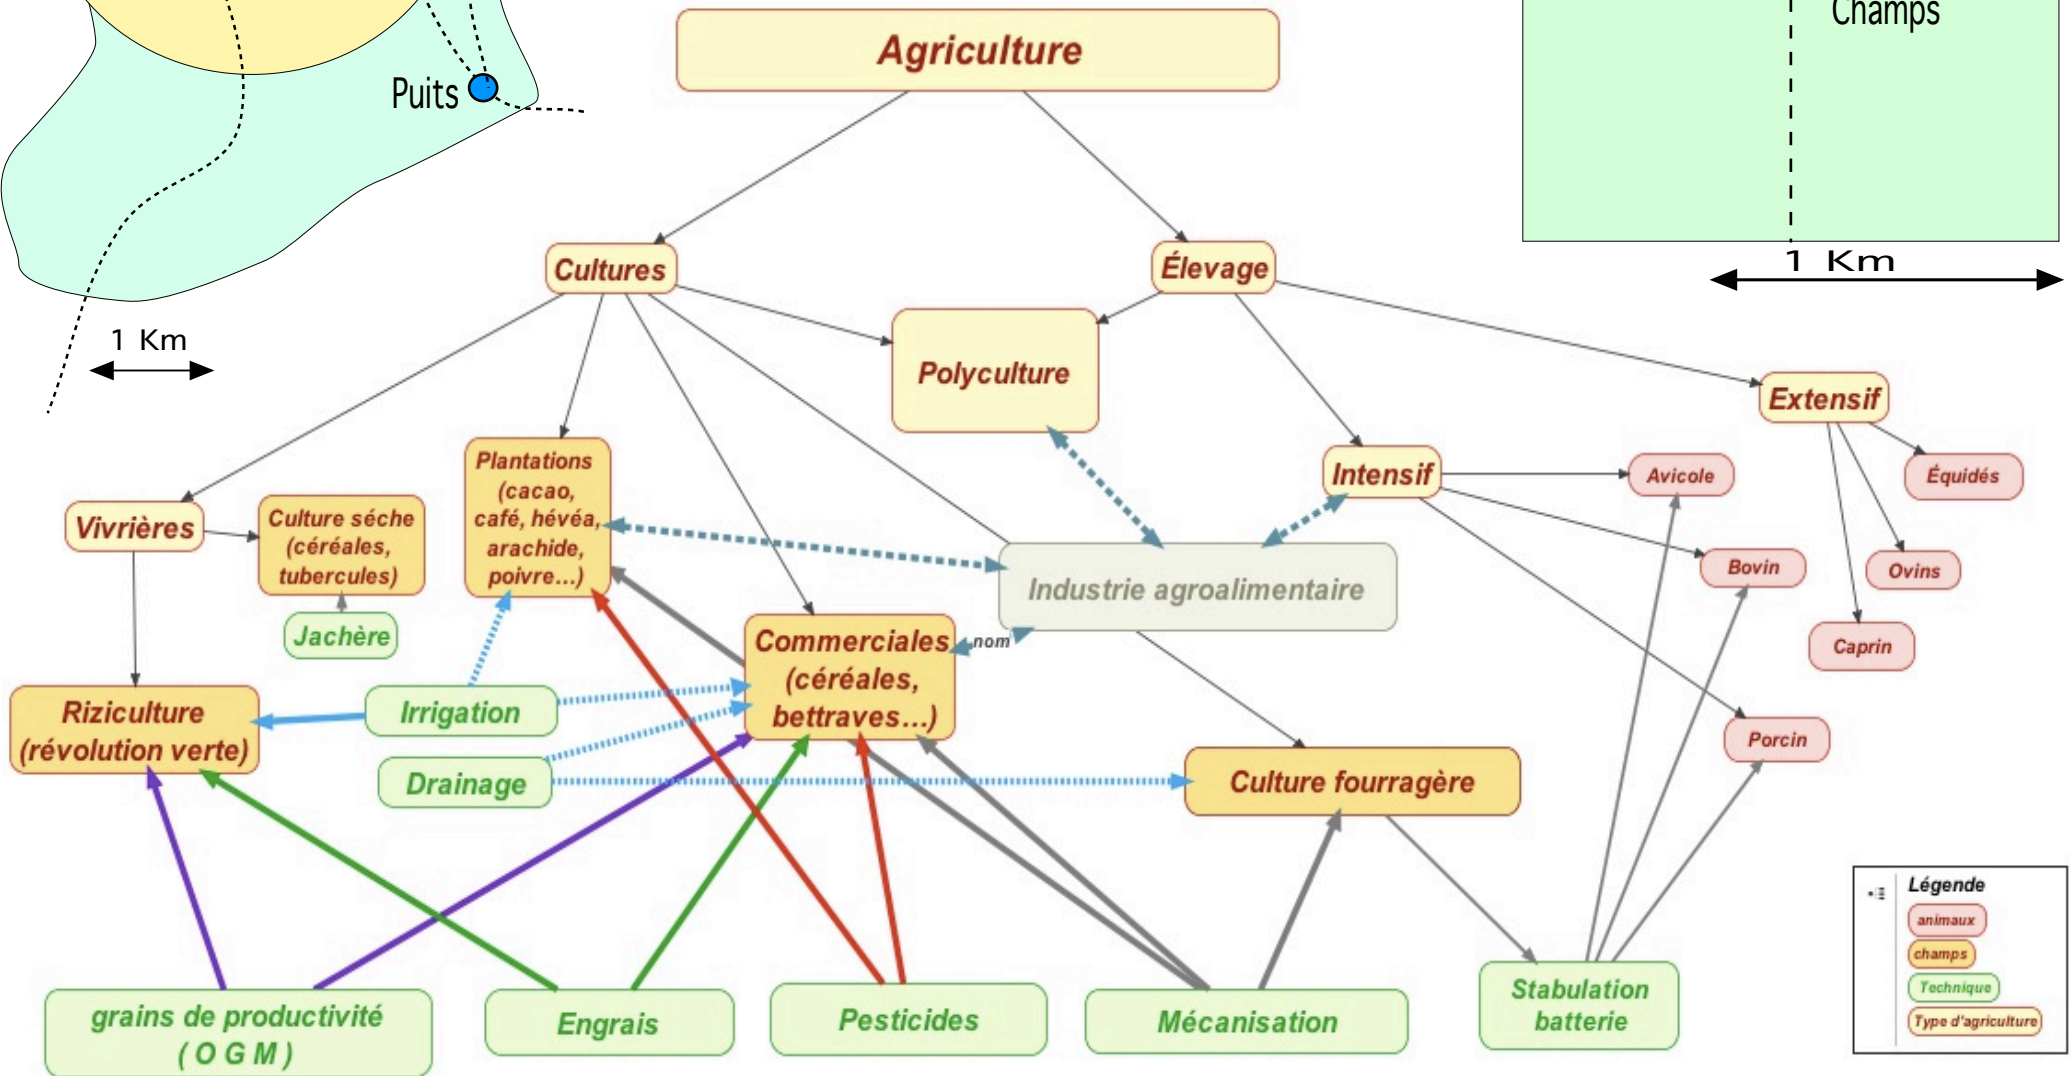 Champs
Agriculture
Puits
1 Km
1 Km
Cultures
Élevage
Polyculture
Extensif
Plantations
(cacao,
café, hévéa,
arachide,
poivre...)
Intensif
Avicole
Équidés
Vivrières
Culture séche
(céréales,
tubercules)
Bovin
Ovins
Industrie agroalimentaire
Jachère
Commerciales
(céréales,
bettraves...)
nom
Caprin
Riziculture
(révolution verte)
Irrigation
Porcin
Drainage
Culture fourragère
Légende
animaux
champs
Technique
Type d'agriculture
grains de productivité
( O G M )
Engrais
Pesticides
Mécanisation
Stabulation
batterie